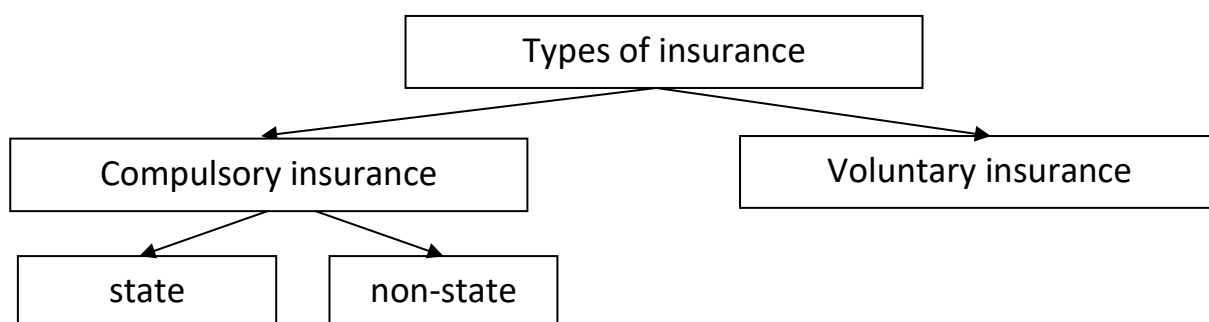 Types of insurance
Compulsory insurance
Voluntary insurance
state
non-state